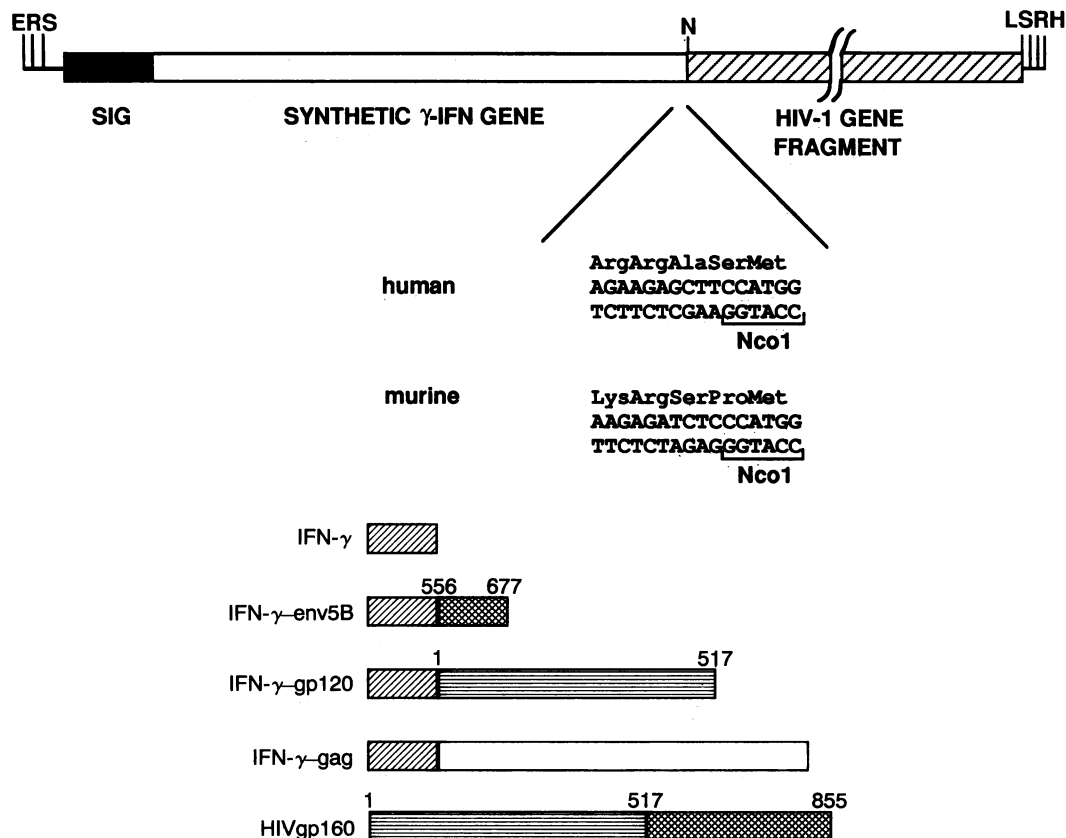 ERS
N
LSRH
SIG
SYNTHETIC γ-IFN GENE
HIV-1 GENE
FRAGMENT
human
ArgArgAlaSerMet
AGAAGAGCTTCCATGG
TCTTCTCGAAGGTACC
Nco1
murine
LysArgSerProMet
AAGAGATCTCCCATGG
TTCTCTAGAGGGTACC
Nco1
IFN-γ
556 677
IFN-γ–env5B
1 517
IFN-γ–gp120
IFN-γ–gag
1 517 855
HIVgp160